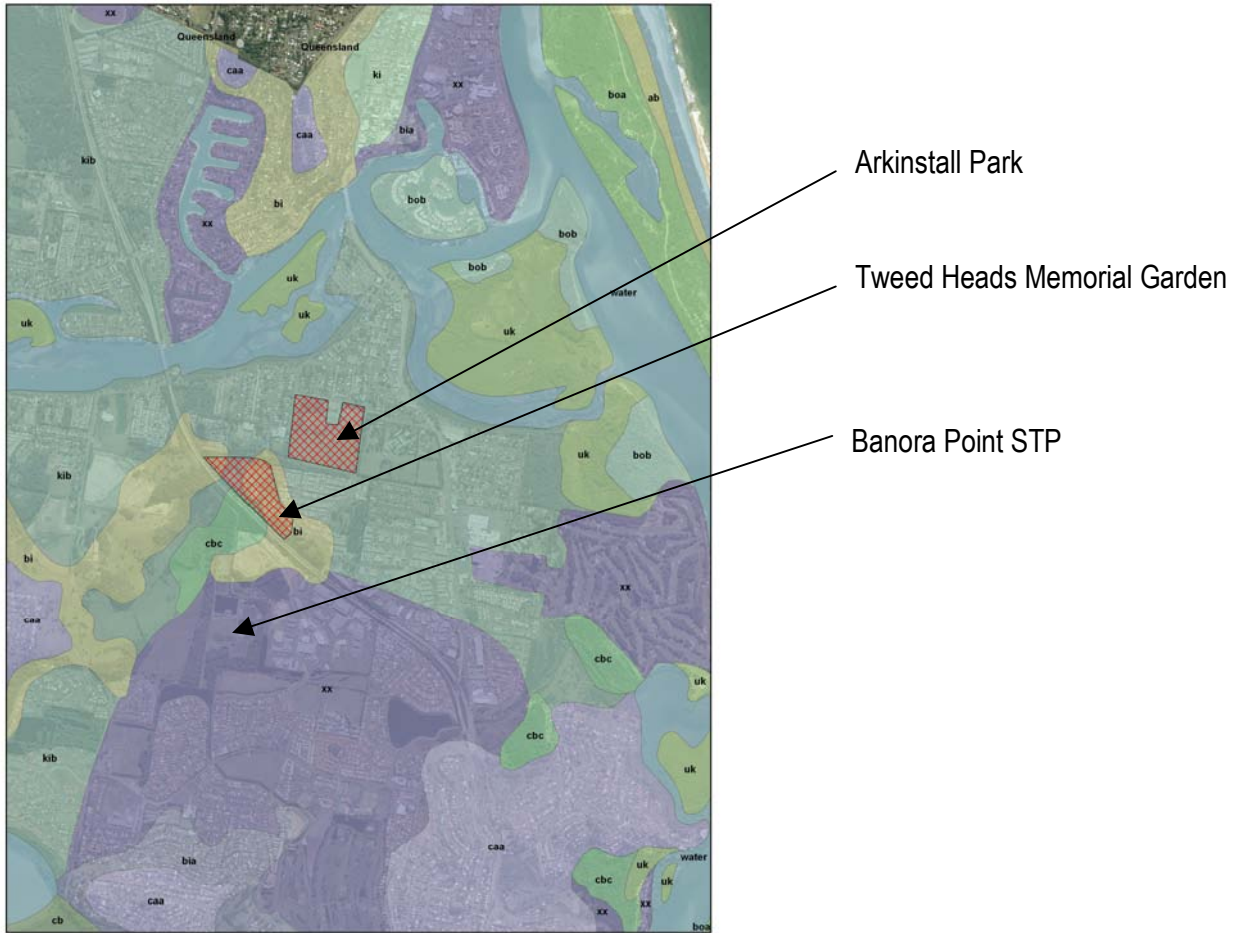 xx
Queensland
Queensland
caa
ki
xx
boa
ab
caa
bia
kib
bi
bob
xx
bob
uk
bob
water
uk
uk
uk
uk
kib
bob
bi
cbc
bi
xx
caa
cbc
xx
uk
cbc
kib
uk
caa
bia
uk
water
cbc
uk
caa
xx
xx
cb
boa
Arkinstall Park
Tweed Heads Memorial Garden
Banora Point STP